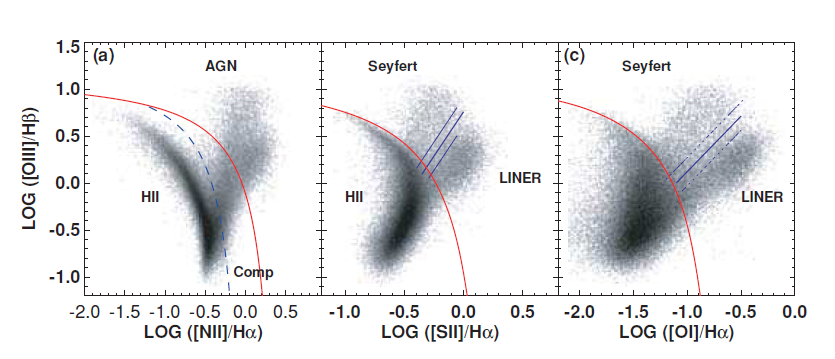 (a) AGN Seyfert (c) Seyfert
1.5
1.0
0.5
0.0
-0.5
-1.0
LOG ([OIII]/Hβ)
HII HII LINER LINER
Comp
-2.0 -1.5 -1.0 -0.5 0.0 0.5 -1.0 -0.5 0.0 0.5 -2.0 -1.5 -1.0 -0.5 0.0
LOG ([NII]/Hα) LOG ([SII]/Hα) LOG ([OI]/Hα)